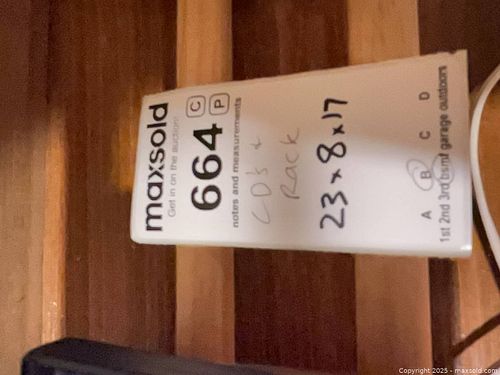 maxsold
Get in on the auction!
664 C P
notes and measurements
CD's +
Rack
23 x 8 x 17
A B C D
1st 2nd 3rd bsmt garage outdoors
Copyright 2025 - maxsold.com